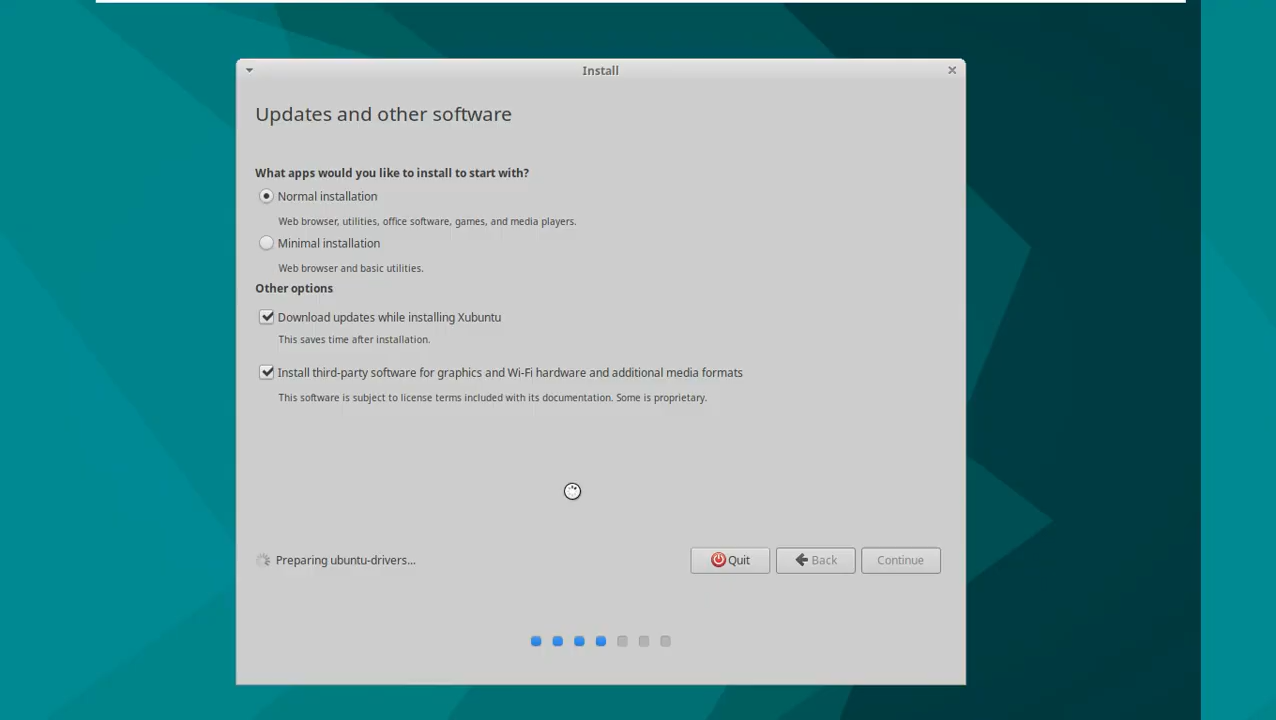 Install
Updates and other software
What apps would you like to install to start with?
Normal installation
Web browser, utilities, office software, games, and media players.
Minimal installation
Web browser and basic utilities.
Other options
Download updates while installing Xubuntu
This saves time after installation.
Install third-party software for graphics and Wi-Fi hardware and additional media formats
This software is subject to license terms included with its documentation. Some is proprietary.
Preparing ubuntu-drivers... Quit Back Continue